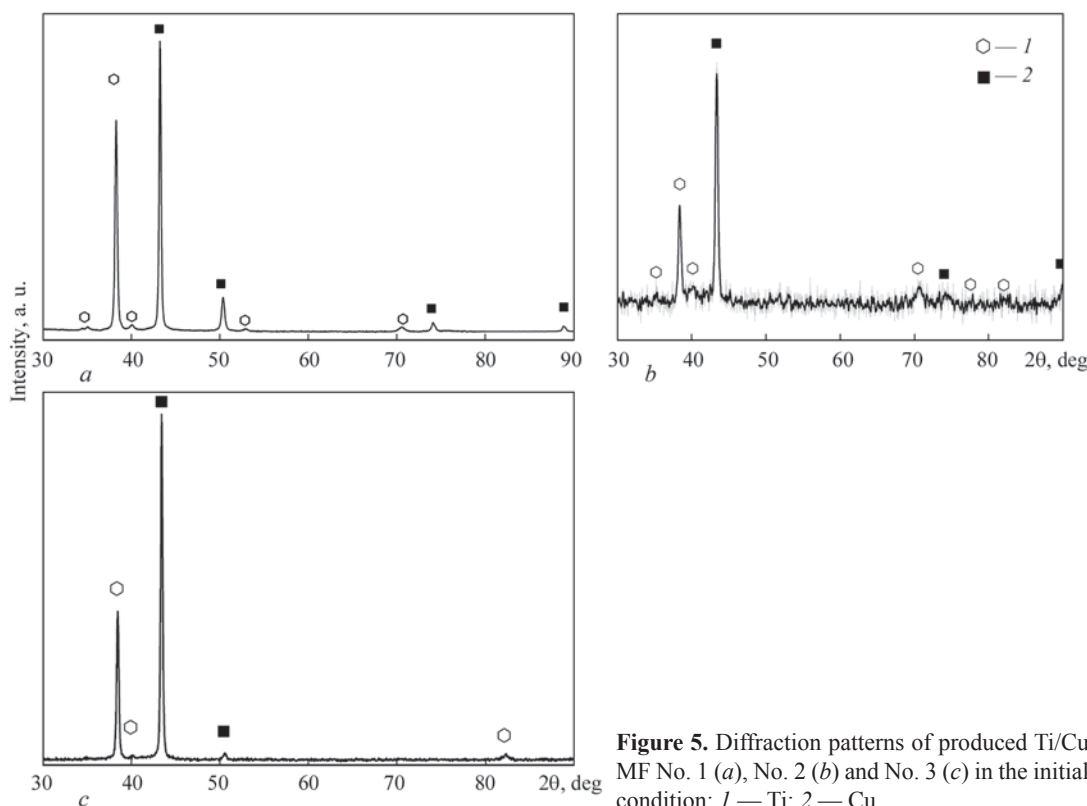 — 1
— 2
Intensity, a. u.
30 40 50 60 70 80 90
a
30 40 50 60 70 80 2θ, deg
b
30 40 50 60 70 80 2θ, deg
c
Figure 5. Diffraction patterns of produced Ti/Cu
MF No. 1 (a), No. 2 (b) and No. 3 (c) in the initial
condition: 1 — Ti; 2 — Cu